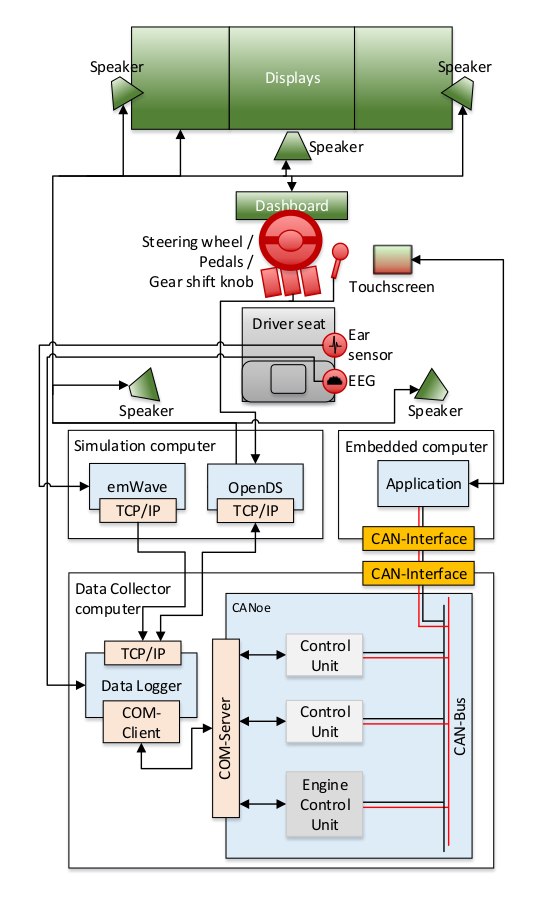 Speaker
Speaker
Displays
Speaker
Dashboard
Steering wheel /
Pedals /
Gear shift knob
Touchscreen
Driver seat
Ear
sensor
EEG
Speaker
Speaker
Simulation computer
Embedded computer
emWave
OpenDS
Application
TCP/IP
TCP/IP
CAN-Interface
CAN-Interface
Data Collector
computer
CANoe
TCP/IP
Data Logger
COM-
Client
COM-Server
Control
Unit
Control
Unit
Engine
Control
Unit
CAN-Bus